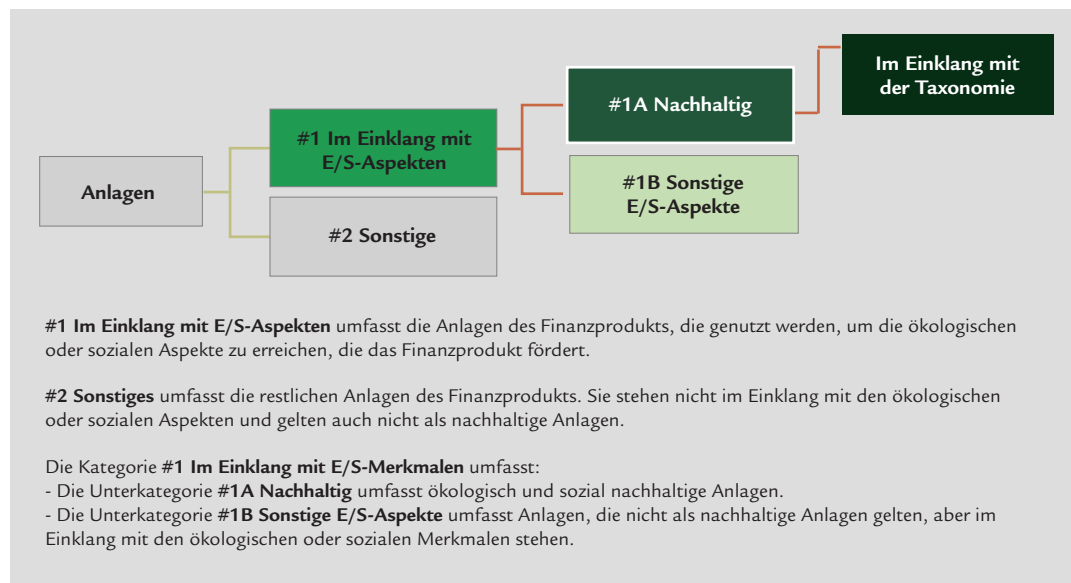 Im Einklang mit
der Taxonomie
#1A Nachhaltig
#1 Im Einklang mit
E/S-Aspekten
Anlagen
#1B Sonstige
E/S-Aspekte
#2 Sonstige
#1 Im Einklang mit E/S-Aspekten umfasst die Anlagen des Finanzprodukts, die genutzt werden, um die ökologischen
oder sozialen Aspekte zu erreichen, die das Finanzprodukt fördert.
#2 Sonstiges umfasst die restlichen Anlagen des Finanzprodukts. Sie stehen nicht im Einklang mit den ökologischen
oder sozialen Aspekten und gelten auch nicht als nachhaltige Anlagen.
Die Kategorie #1 Im Einklang mit E/S-Merkmalen umfasst:
- Die Unterkategorie #1A Nachhaltig umfasst ökologisch und sozial nachhaltige Anlagen.
- Die Unterkategorie #1B Sonstige E/S-Aspekte umfasst Anlagen, die nicht als nachhaltige Anlagen gelten, aber im
Einklang mit den ökologischen oder sozialen Merkmalen stehen.